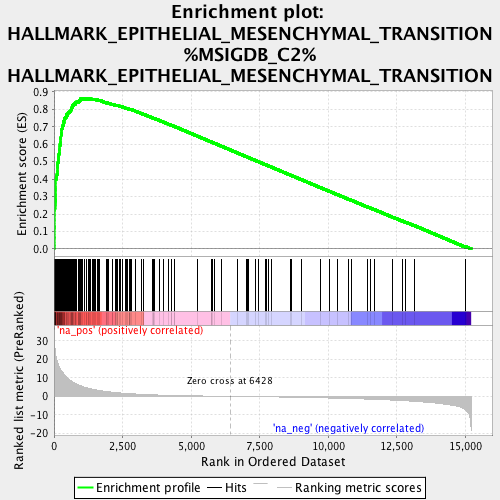 Enrichment plot:
HALLMARK_EPITHELIAL_MESENCHYMAL_TRANSITION
%MSIGDB_C2%
HALLMARK_EPITHELIAL_MESENCHYMAL_TRANSITION
Enrichment score (ES)
0.9
0.8
0.7
0.6
0.5
0.4
0.3
0.2
0.1
0.0
'na_pos' (positively correlated)
Ranked list metric (PreRanked)
30
20
10
0
-10
-20
Zero cross at 6428
'na_neg' (negatively correlated)
0
2,500
5,000
7,500
10,000
12,500
15,000
Rank in Ordered Dataset
Enrichment profile
Hits
Ranking metric scores